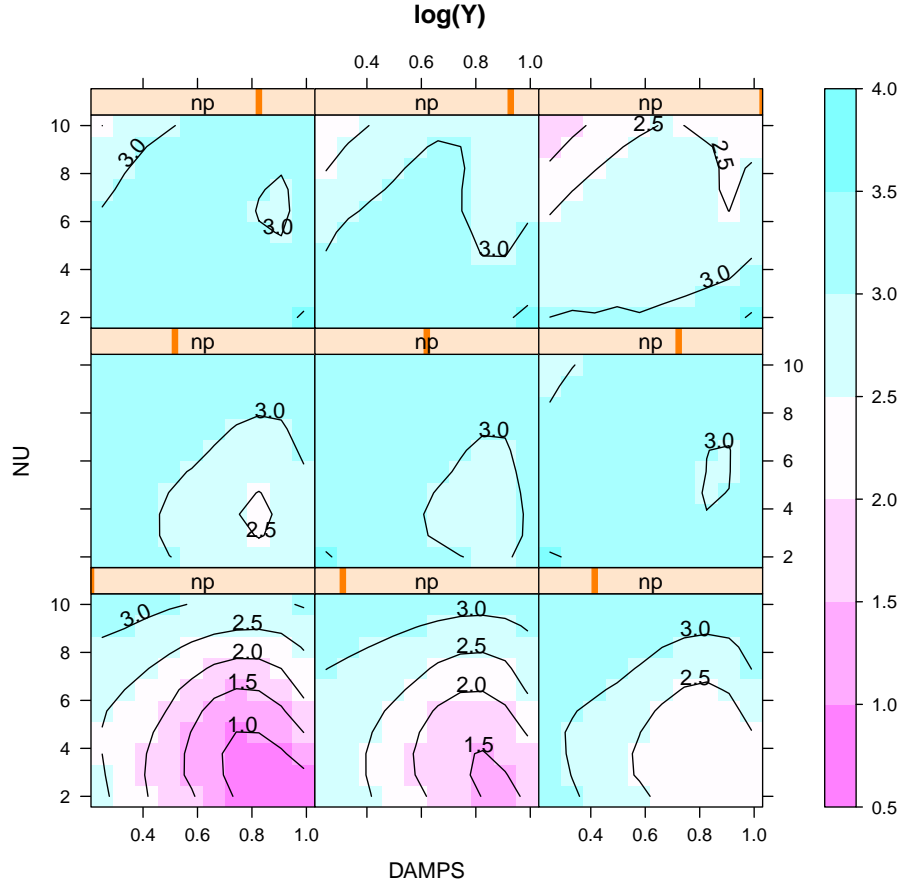 log(Y)
0.4 0.6 0.8 1.0
np np np
10 3.0 2.5 4.0
8 2.5
6 3.0 3.0 3.5
4 3.0
2 3.0
np np np
3.0 3.0 3.0 10
8
NU 6 2.5
2.5 4
2 2.0
np np np
10 3.0 2.5 3.0 3.0
8 2.0 2.5 2.5 1.5
6 1.5 2.0
4 1.0 1.5 1.0
2 0.5
0.4 0.6 0.8 1.0 0.4 0.6 0.8 1.0
DAMPS